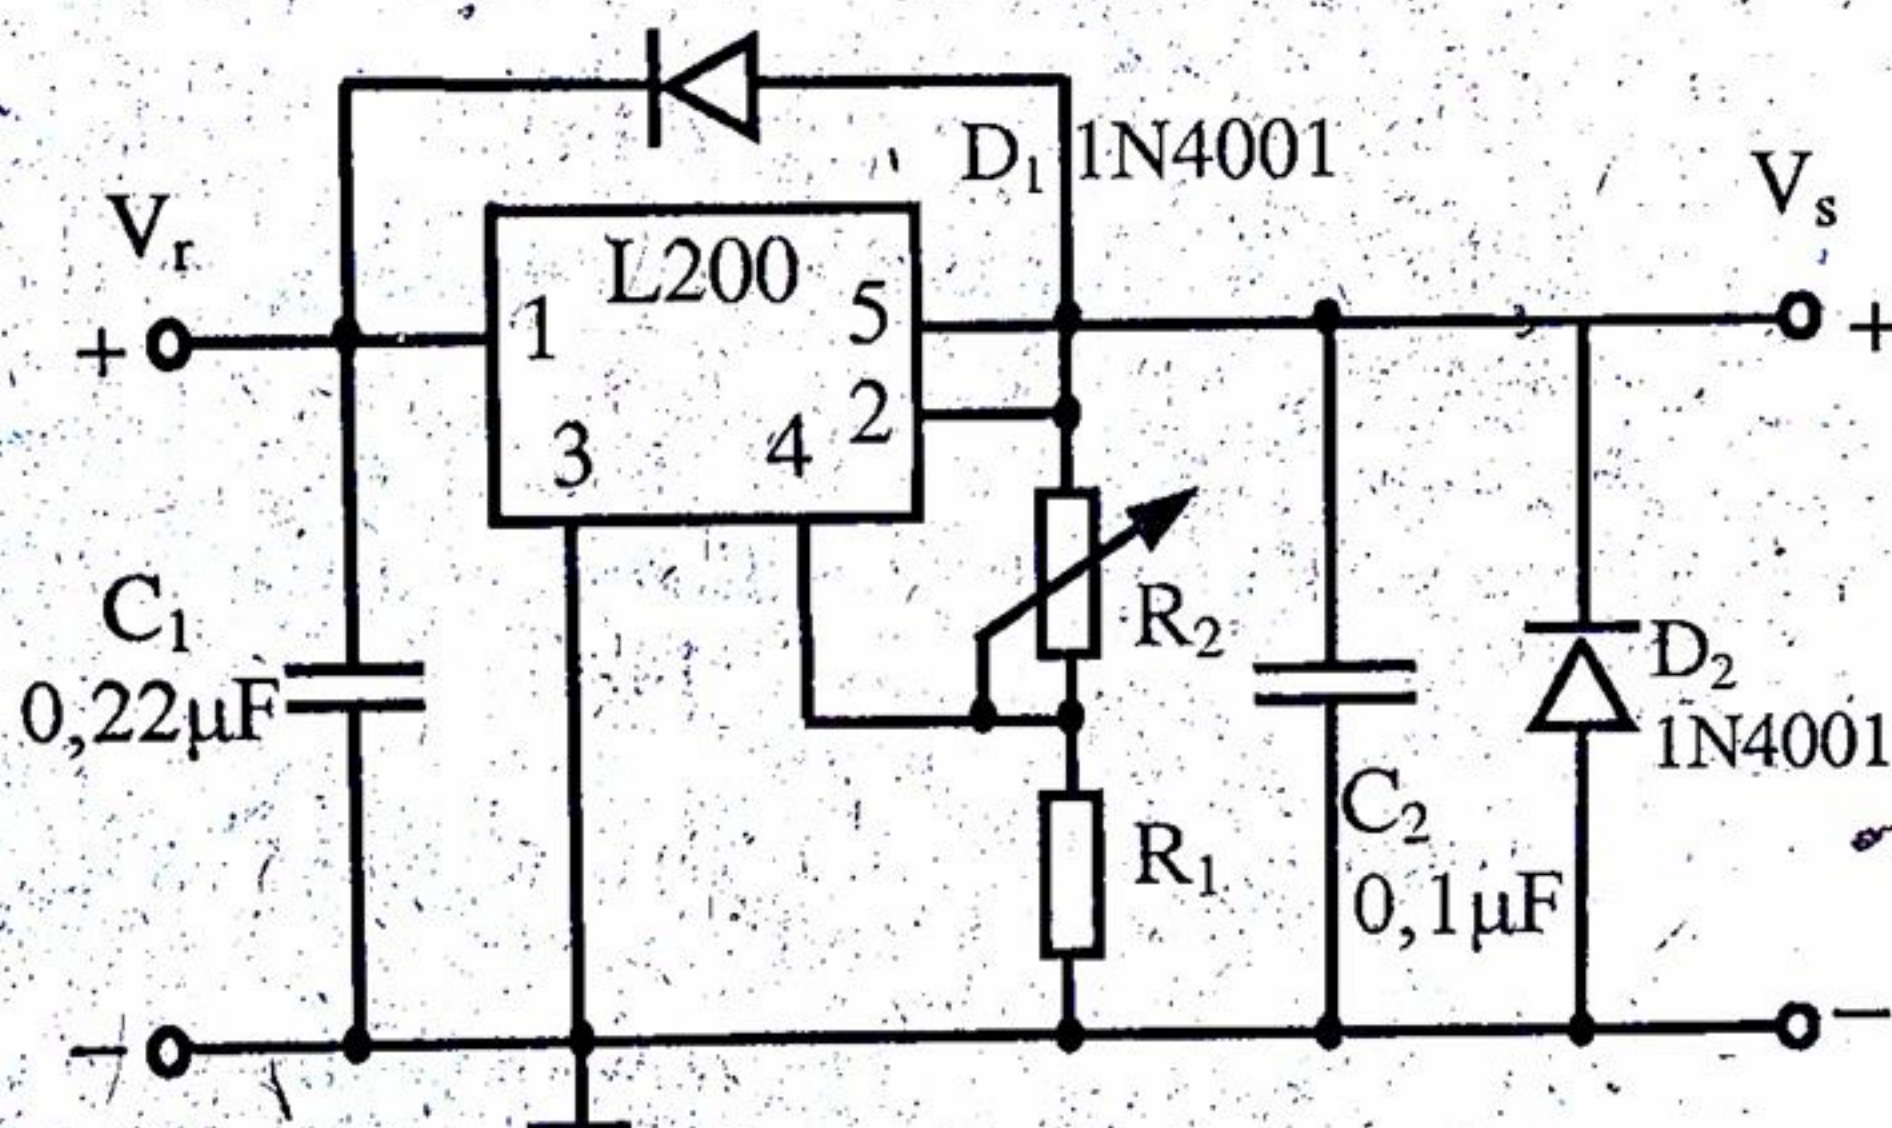 D₁ 1N4001
Vᵣ
Vₛ
L200
1
5
+
+
2
3
4
C₁
0,22µF
R₂
D₂
1N4001
C₂
R₁
0,1µF
−
−